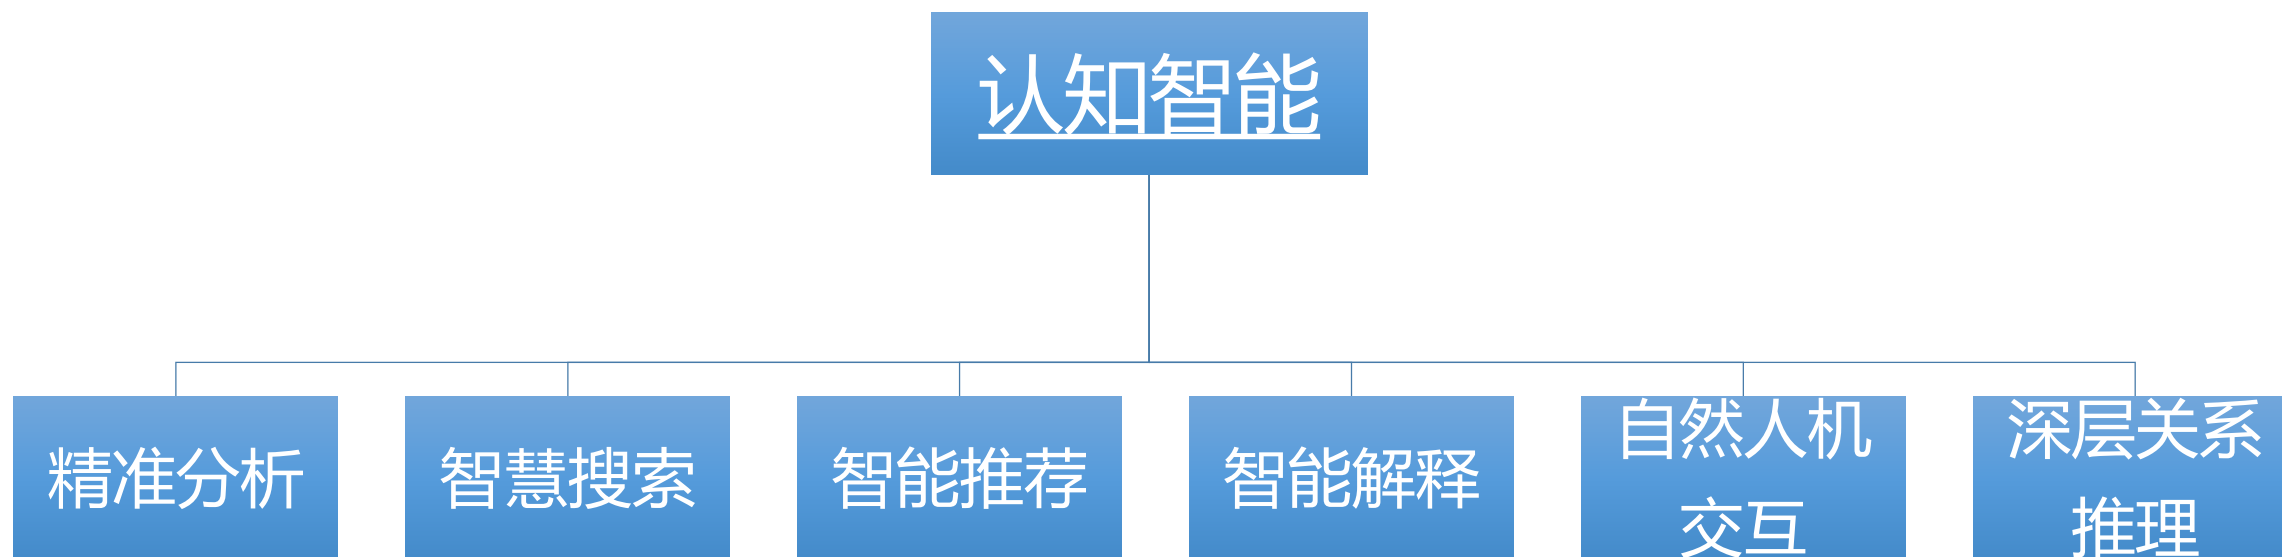 认知智能
精准分析
智慧搜索
智能推荐
智能解释
自然人机
交互
深层关系
推理